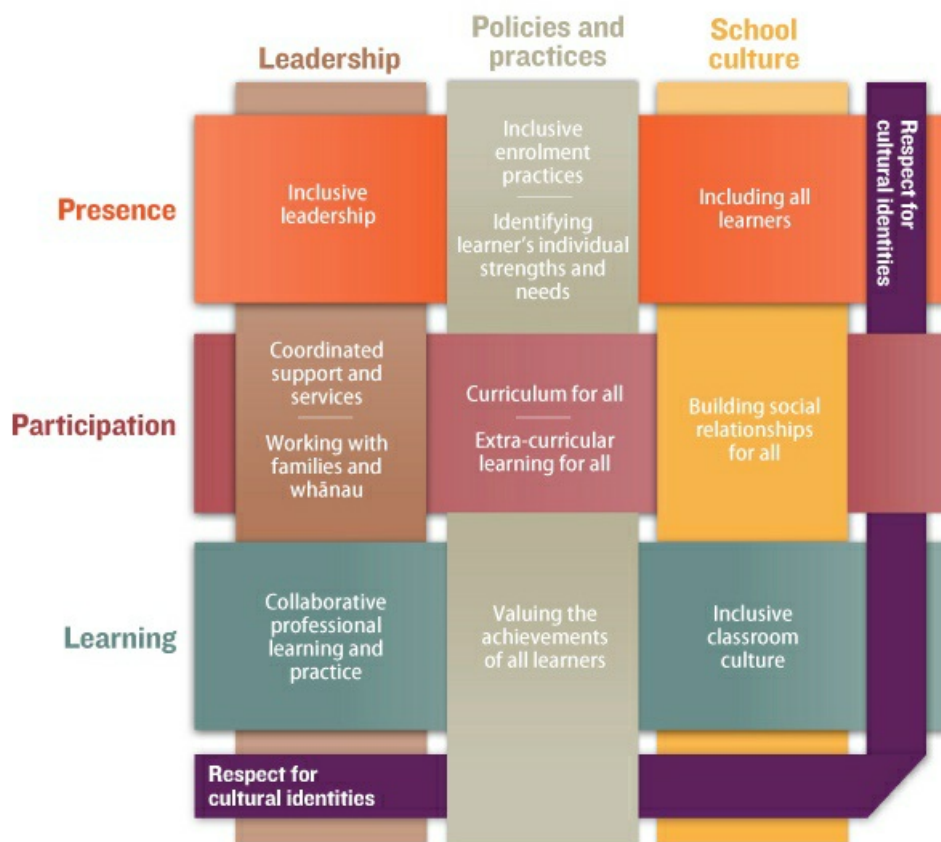 Leadership
Policies and
practices
School
culture
Respect for
cultural identities
Presence
Inclusive
leadership
Inclusive
enrolment
practices
Identifying
learner’s individual
strengths and
needs
Including all
learners
Participation
Coordinated
support and
services
Working with
families and
whānau
Curriculum for all
Extra-curricular
learning for all
Building social
relationships
for all
Learning
Collaborative
professional
learning and
practice
Valuing the
achievements
of all learners
Inclusive
classroom
culture
Respect for
cultural identities